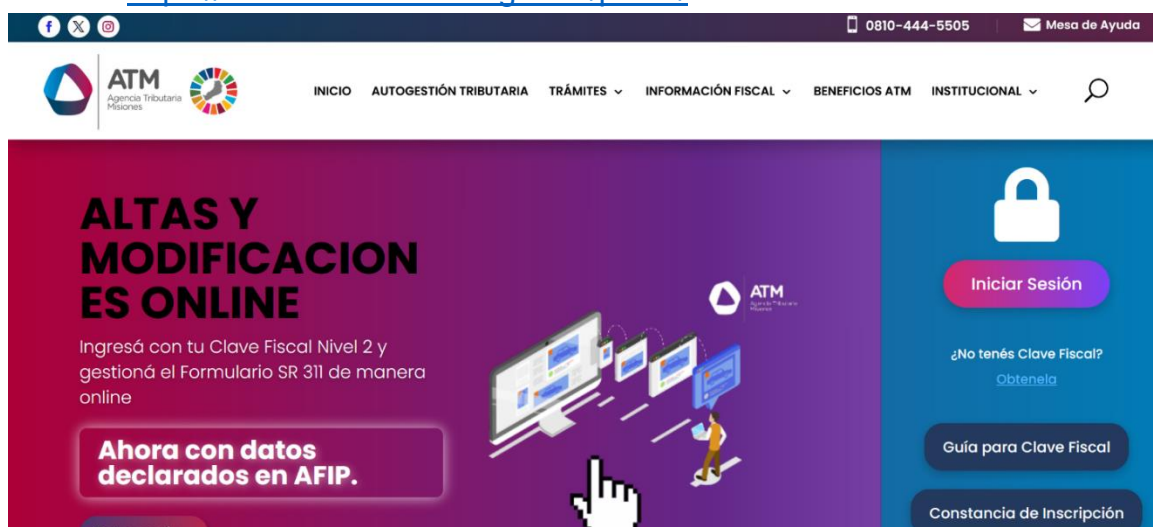 0810-444-5505
Mesa de Ayuda
ATM
Agencia Tributaria
Misiones
INICIO
AUTOGESTIÓN TRIBUTARIA
TRÁMITES
INFORMACIÓN FISCAL
BENEFICIOS ATM
INSTITUCIONAL
ALTAS Y
MODIFICACION
ES ONLINE
Ingresá con tu Clave Fiscal Nivel 2 y
gestioná el Formulario SR 311 de manera
online
Ahora con datos
declarados en AFIP.
ATM
Agencia Tributaria
Misiones
Iniciar Sesión
¿No tenés Clave Fiscal?
Obtenela
Guía para Clave Fiscal
Constancia de Inscripción